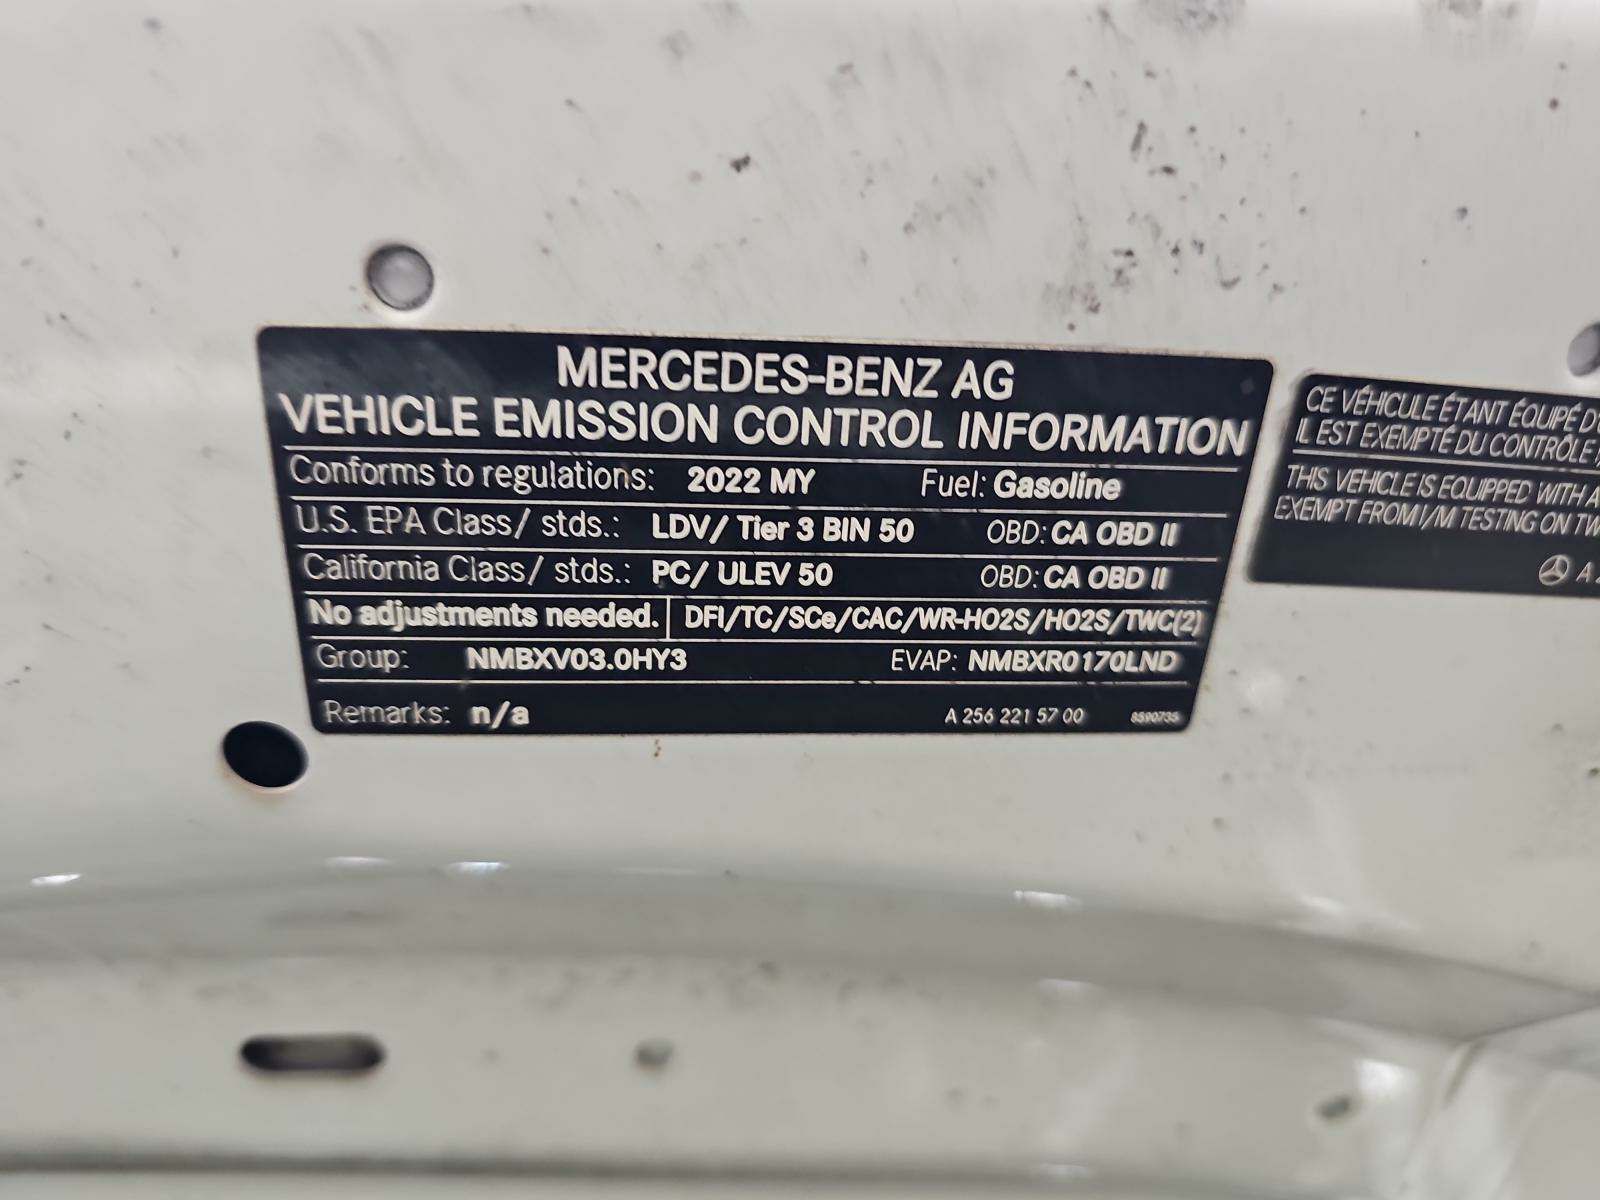 MERCEDES-BENZ AG
VEHICLE EMISSION CONTROL INFORMATION
Conforms to regulations: 2022 MY Fuel: Gasoline
U.S. EPA Class/ stds.: LDV/ Tier 3 BIN 50 OBD: CA OBD II
California Class/ stds.: PC/ ULEV 50 OBD: CA OBD II
No adjustments needed. DFI/TC/SCe/CAC/WR-HO2S/HO2S/TWC(2)
Group: NMBXV03.0HY3 EVAP: NMBXR0170LND
Remarks: n/a A 256 221 57 00 8590735
CE VÉHICULE ÉTANT ÉQUIPÉ
IL EST EXEMPTÉ DU CONTRÔLE
THIS VEHICLE IS EQUIPPED WITH A
EXEMPT FROM I/M TESTING ON
A